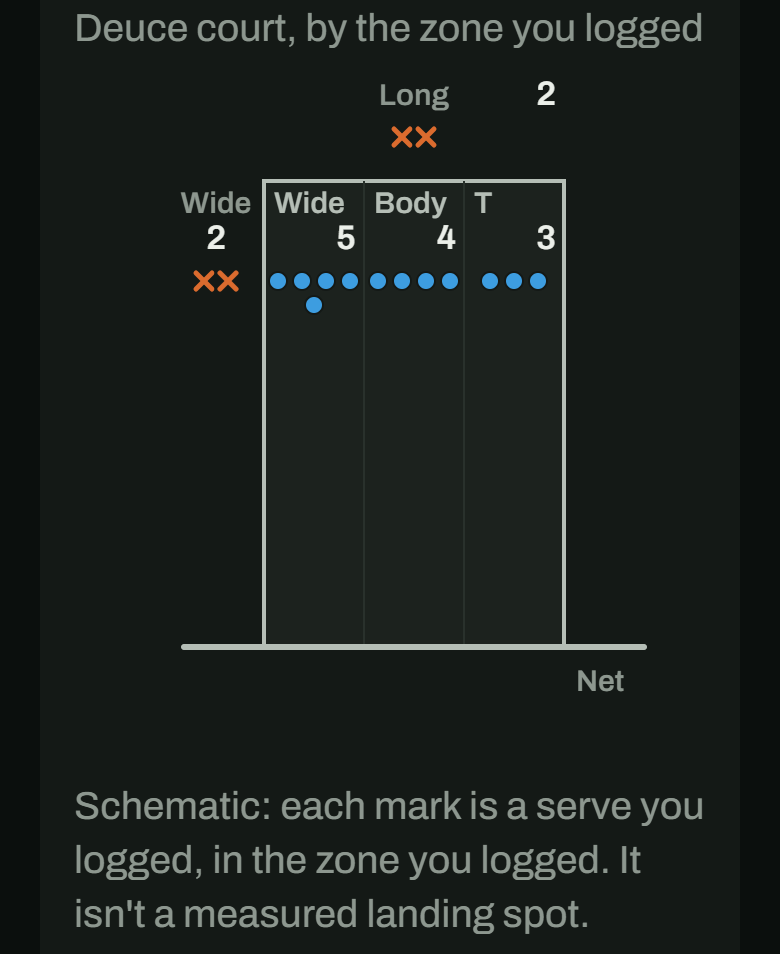 Deuce court, by the zone you logged
Long 2
Wide Wide Body T
2 5 4 3
Net
Schematic: each mark is a serve you
logged, in the zone you logged. It
isn't a measured landing spot.